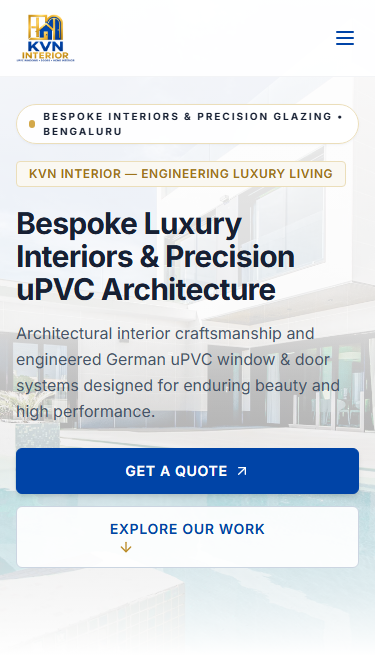 KVN
INTERIOR
BESPOKE INTERIORS & PRECISION GLAZING •
BENGALURU
KVN INTERIOR — ENGINEERING LUXURY LIVING
Bespoke Luxury
Interiors & Precision
uPVC Architecture
Architectural interior craftsmanship and
engineered German uPVC window & door
systems designed for enduring beauty and
high performance.
GET A QUOTE
EXPLORE OUR WORK